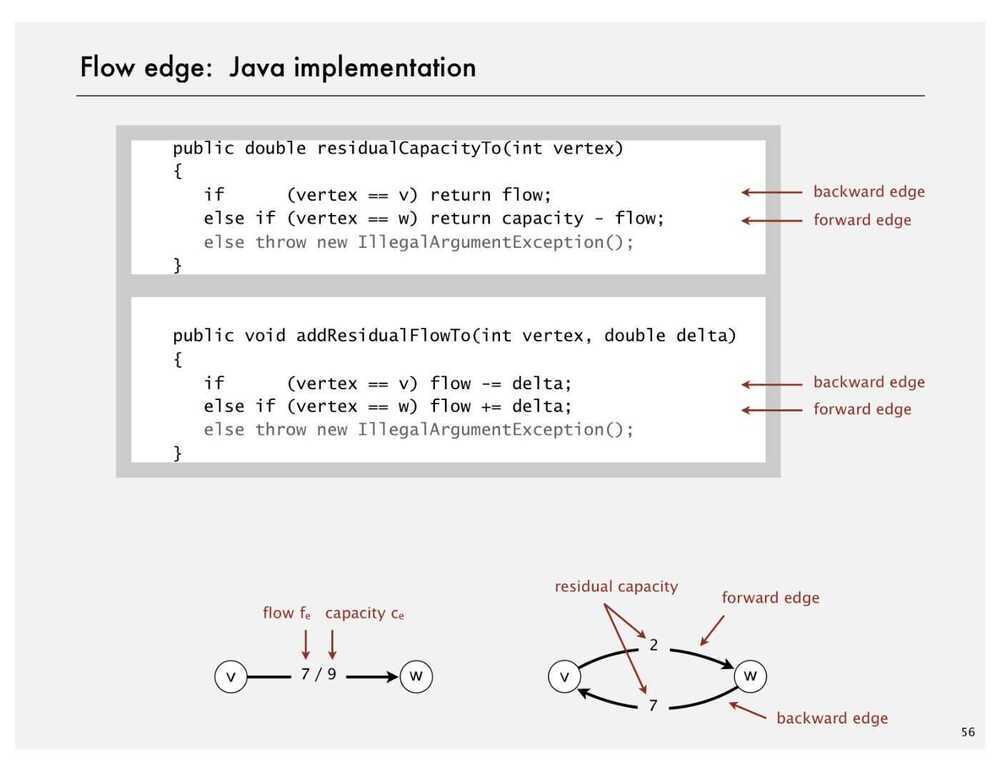 Flow edge: Java implementation
public double residualCapacityTo(int vertex)
{
if (vertex == v) return flow;
backward edge
else if (vertex == w) return capacity - flow;
forward edge
else throw new IllegalArgumentException();
}
public void addResidualFlowTo(int vertex, double delta)
{
if (vertex == v) flow -= delta;
backward edge
else if (vertex == w) flow += delta;
forward edge
else throw new IllegalArgumentException();
}
flow fₑ capacity cₑ
v 7 / 9 w
residual capacity
forward edge
2
v w
7
backward edge
56